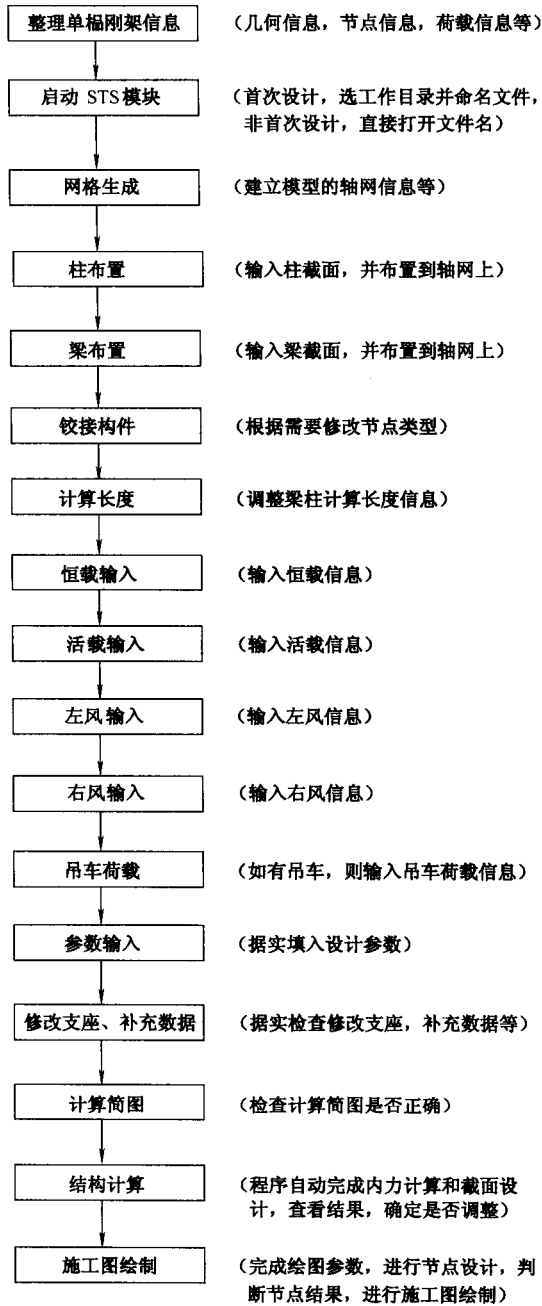 整理单榀刚架信息 （几何信息，节点信息，荷载信息等）
启动 STS模块 （首次设计，选工作目录并命名文件，
非首次设计，直接打开文件名）
网格生成 （建立模型的轴网信息等）
柱布置 （输入柱截面，并布置到轴网上）
梁布置 （输入梁截面，并布置到轴网上）
铰接构件 （根据需要修改节点类型）
计算长度 （调整梁柱计算长度信息）
恒载输入 （输入恒载信息）
活载输入 （输入活载信息）
左风输入 （输入左风信息）
右风输入 （输入右风信息）
吊车荷载 （如有吊车，则输入吊车荷载信息）
参数输入 （据实填入设计参数）
修改支座、补充数据 （据实检查修改支座，补充数据等）
计算简图 （检查计算简图是否正确）
结构计算 （程序自动完成内力计算和截面设
计，查看结果，确定是否调整）
施工图绘制 （完成绘图参数，进行节点设计，判
断节点结果，进行施工图绘制）